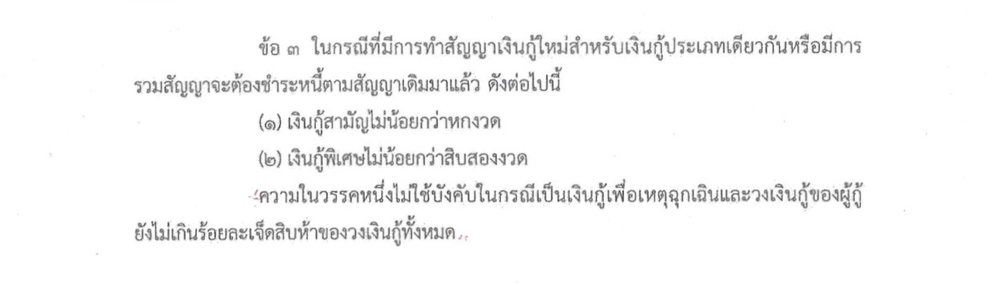 ข้อ ๓ ในกรณีที่มีการทำสัญญาเงินกู้ใหม่สำหรับเงินกู้ประเภทเดียวกันหรือมีการ
รวมสัญญาจะต้องชำระหนี้ตามสัญญาเดิมมาแล้ว ดังต่อไปนี้
(๑) เงินกู้สามัญไม่น้อยกว่าหกงวด
(๒) เงินกู้พิเศษไม่น้อยกว่าสิบสองงวด
ความในวรรคหนึ่งไม่ใช้บังคับในกรณีเป็นเงินกู้เพื่อเหตุฉุกเฉินและวงเงินกู้ของผู้กู้
ยังไม่เกินร้อยละเจ็ดสิบห้าของวงเงินกู้ทั้งหมด